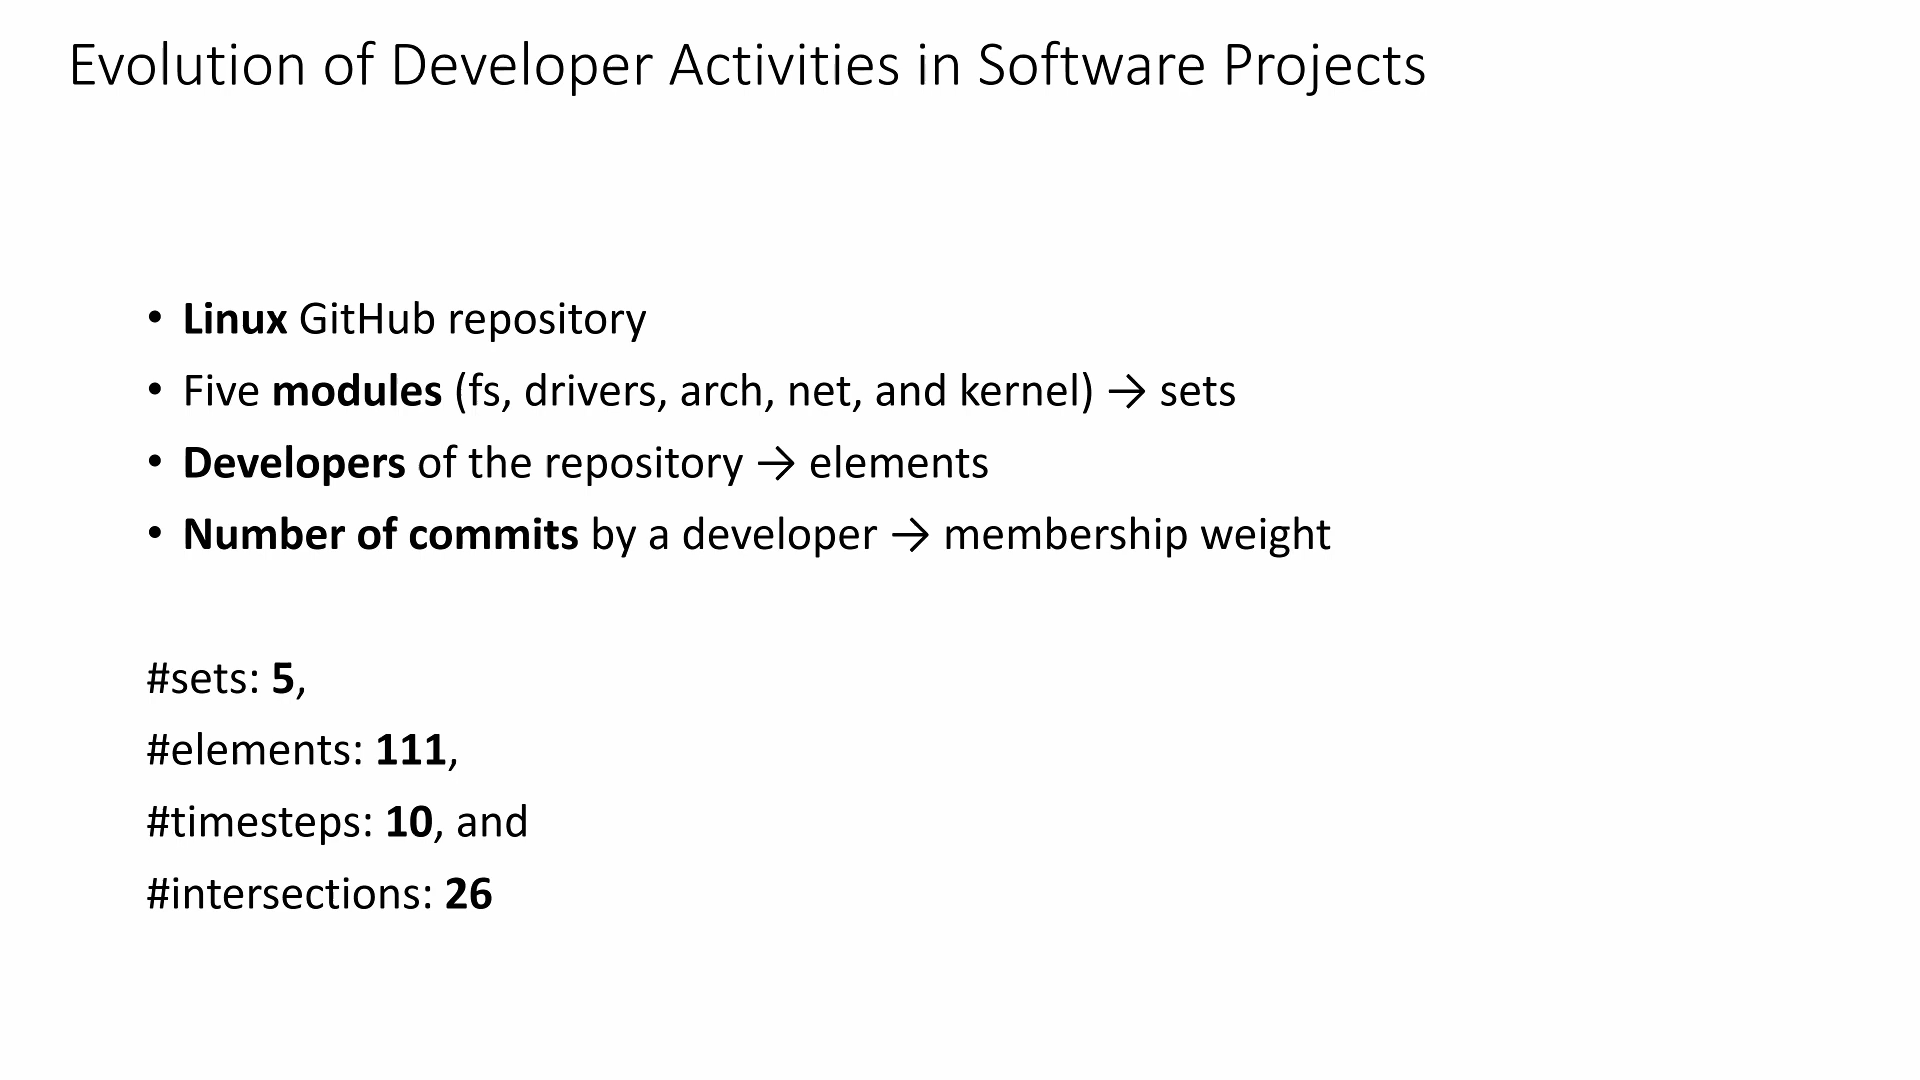 Evolution of Developer Activities in Software Projects
• Linux GitHub repository
• Five modules (fs, drivers, arch, net, and kernel) → sets
• Developers of the repository → elements
• Number of commits by a developer → membership weight
#sets: 5,
#elements: 111,
#timesteps: 10, and
#intersections: 26